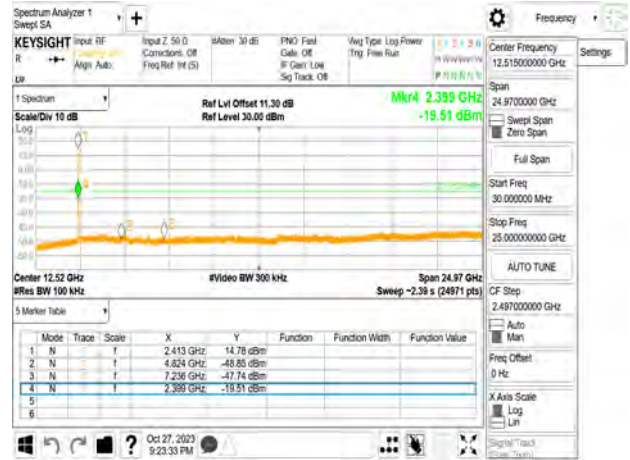 Spectrum Analyzer 1
Swept SA
+
Frequency
KEYSIGHT
Input: RF
Input Z: 50 Ω
#Atten: 30 dB
PNO: Fast
Avg Type: Log-Power
R
Corrections: Off
Gate: Off
Trig: Free Run
Align: Auto
Freq Ref: Int (S)
IF Gain: Low
Sig Track: Off
Center Frequency
12.515000000 GHz
Settings
Span
24.9700000 GHz
Swept Span
Zero Span
Full Span
Start Freq
30.000000 MHz
Stop Freq
25.000000000 GHz
AUTO TUNE
CF Step
2.497000000 GHz
Auto
Man
Freq Offset
0 Hz
X Axis Scale
Log
Lin
Signal Track
1 Spectrum
Ref Lvl Offset 11.30 dB
Mkr4 2.399 GHz
Scale/Div 10 dB
Ref Level 30.00 dBm
-19.51 dBm
Log
Center 12.52 GHz
#Video BW 300 kHz
Span 24.97 GHz
#Res BW 100 kHz
Sweep ~2.39 s (24971 pts)
5 Marker Table
Mode Trace Scale X Y Function Function Width Function Value
1 N f 2.413 GHz 14.78 dBm
2 N f 4.824 GHz -48.85 dBm
3 N f 7.236 GHz -47.74 dBm
4 N f 2.399 GHz -19.51 dBm
5
6
?
Oct 27, 2023
9:23:33 PM